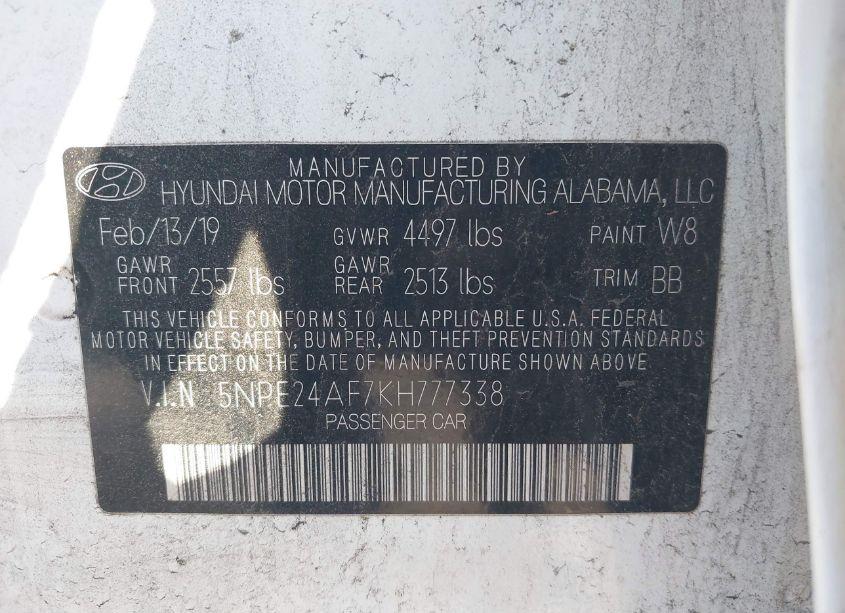 MANUFACTURED BY
HYUNDAI MOTOR MANUFACTURING ALABAMA, LLC
Feb/13/19 GVWR 4497 lbs PAINT W8
GAWR FRONT 2557 lbs GAWR REAR 2513 lbs TRIM BB
THIS VEHICLE CONFORMS TO ALL APPLICABLE U.S.A. FEDERAL
MOTOR VEHICLE SAFETY, BUMPER, AND THEFT PREVENTION STANDARDS
IN EFFECT ON THE DATE OF MANUFACTURE SHOWN ABOVE
V.I.N 5NPE24AF7KH777338
PASSENGER CAR